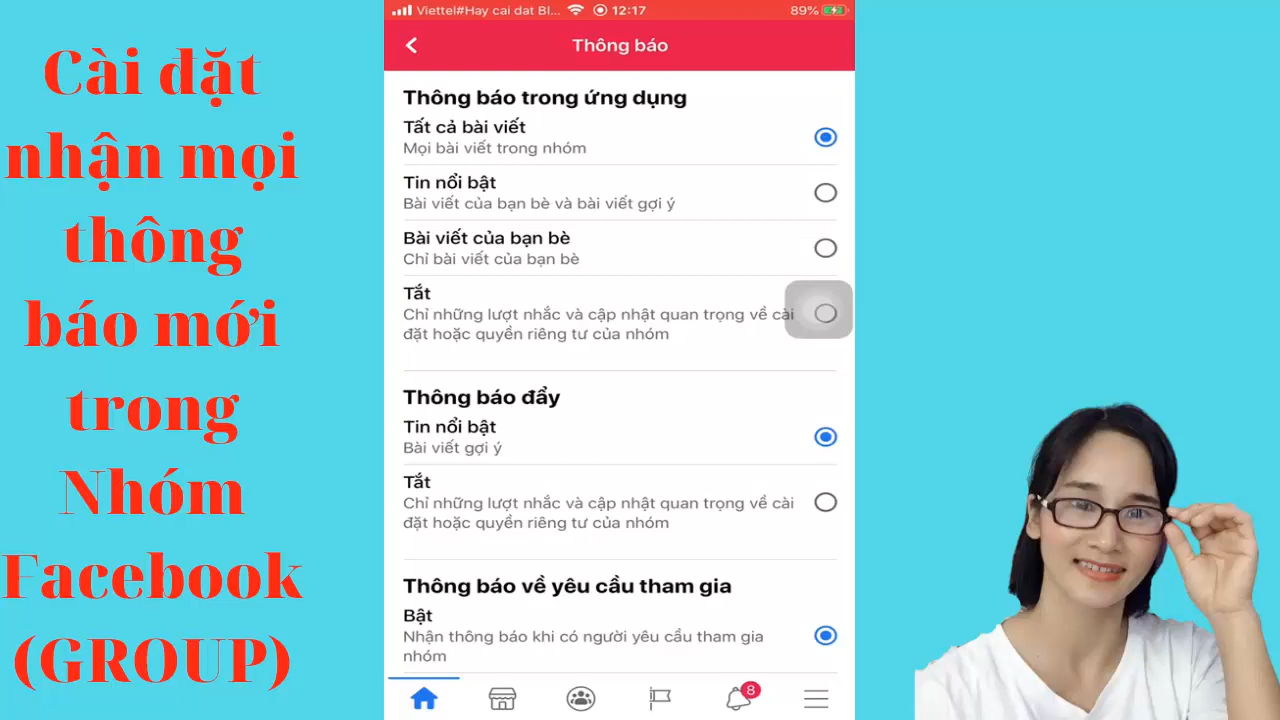 Cài đặt
nhận mọi
thông
báo mới
trong
Nhóm
Facebook
(GROUP)
Viettel#Hay cai dat BI... 12:17 89%
Thông báo
Thông báo trong ứng dụng
Tất cả bài viết
Mọi bài viết trong nhóm
Tin nổi bật
Bài viết của bạn bè và bài viết gợi ý
Bài viết của bạn bè
Chỉ bài viết của bạn bè
Tắt
Chỉ những lượt nhắc và cập nhật quan trọng về cài
đặt hoặc quyền riêng tư của nhóm
Thông báo đẩy
Tin nổi bật
Bài viết gợi ý
Tắt
Chỉ những lượt nhắc và cập nhật quan trọng về cài
đặt hoặc quyền riêng tư của nhóm
Thông báo về yêu cầu tham gia
Bật
Nhận thông báo khi có người yêu cầu tham gia
nhóm
8